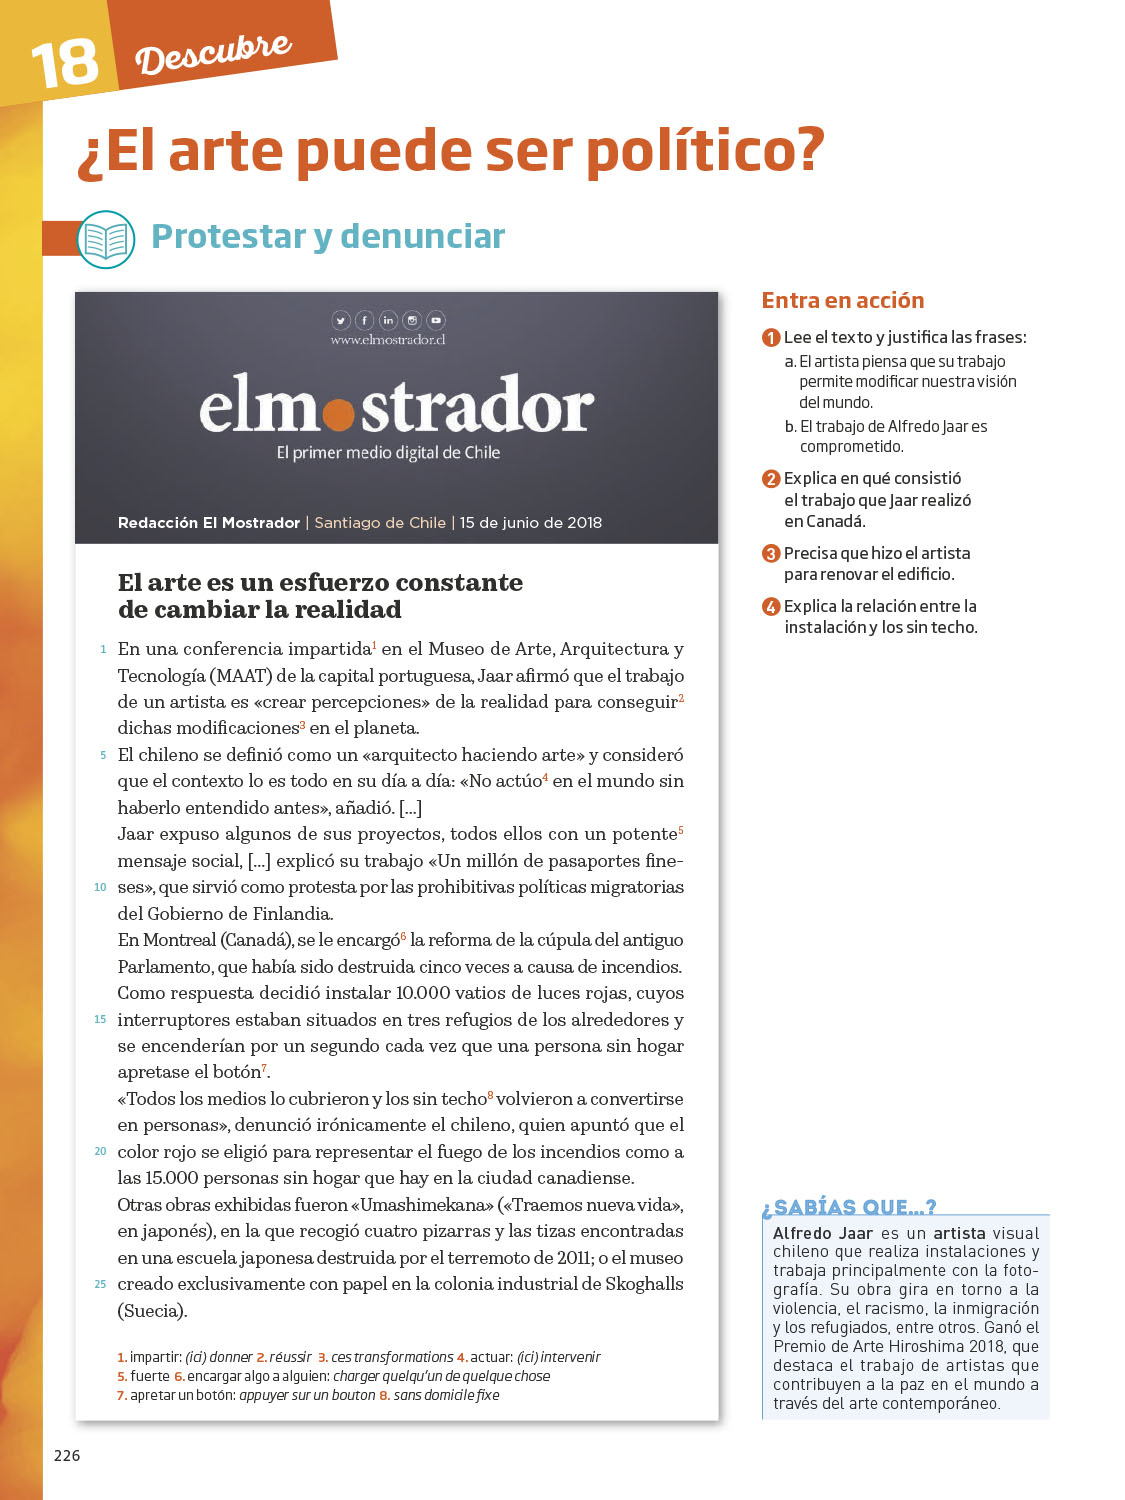 18 Descubre
¿El arte puede ser político?
Protestar y denunciar
www.elmostrador.cl
elmostrador
El primer medio digital de Chile
Redacción El Mostrador | Santiago de Chile | 15 de junio de 2018
El arte es un esfuerzo constante
de cambiar la realidad
1 En una conferencia impartida1 en el Museo de Arte, Arquitectura y
Tecnología (MAAT) de la capital portuguesa, Jaar afirmó que el trabajo
de un artista es «crear percepciones» de la realidad para conseguir2
dichas modificaciones3 en el planeta.
5 El chileno se definió como un «arquitecto haciendo arte» y consideró
que el contexto lo es todo en su día a día: «No actúo4 en el mundo sin
haberlo entendido antes», añadió. [...]
Jaar expuso algunos de sus proyectos, todos ellos con un potente5
mensaje social, [...] explicó su trabajo «Un millón de pasaportes fine-
10 ses», que sirvió como protesta por las prohibitivas políticas migratorias
del Gobierno de Finlandia.
En Montreal (Canadá), se le encargó6 la reforma de la cúpula del antiguo
Parlamento, que había sido destruida cinco veces a causa de incendios.
Como respuesta decidió instalar 10.000 vatios de luces rojas, cuyos
15 interruptores estaban situados en tres refugios de los alrededores y
se encenderían por un segundo cada vez que una persona sin hogar
apretase el botón7.
«Todos los medios lo cubrieron y los sin techo8 volvieron a convertirse
en personas», denunció irónicamente el chileno, quien apuntó que el
20 color rojo se eligió para representar el fuego de los incendios como a
las 15.000 personas sin hogar que hay en la ciudad canadiense.
Otras obras exhibidas fueron «Umashimekana» («Traemos nueva vida»,
en japonés), en la que recogió cuatro pizarras y las tizas encontradas
en una escuela japonesa destruida por el terremoto de 2011; o el museo
25 creado exclusivamente con papel en la colonia industrial de Skoghalls
(Suecia).
1. impartir: (ici) donner 2. réussir 3. ces transformations 4. actuar: (ici) intervenir
5. fuerte 6. encargar algo a alguien: charger quelqu'un de quelque chose
7. apretar un botón: appuyer sur un bouton 8. sans domicile fixe
Entra en acción
1 Lee el texto y justifica las frases:
a. El artista piensa que su trabajo
permite modificar nuestra visión
del mundo.
b. El trabajo de Alfredo Jaar es
comprometido.
2 Explica en qué consistió
el trabajo que Jaar realizó
en Canadá.
3 Precisa que hizo el artista
para renovar el edificio.
4 Explica la relación entre la
instalación y los sin techo.
¿SABÍAS QUE...?
Alfredo Jaar es un artista visual
chileno que realiza instalaciones y
trabaja principalmente con la foto-
grafía. Su obra gira en torno a la
violencia, el racismo, la inmigración
y los refugiados, entre otros. Ganó el
Premio de Arte Hiroshima 2018, que
destaca el trabajo de artistas que
contribuyen a la paz en el mundo a
través del arte contemporáneo.
226